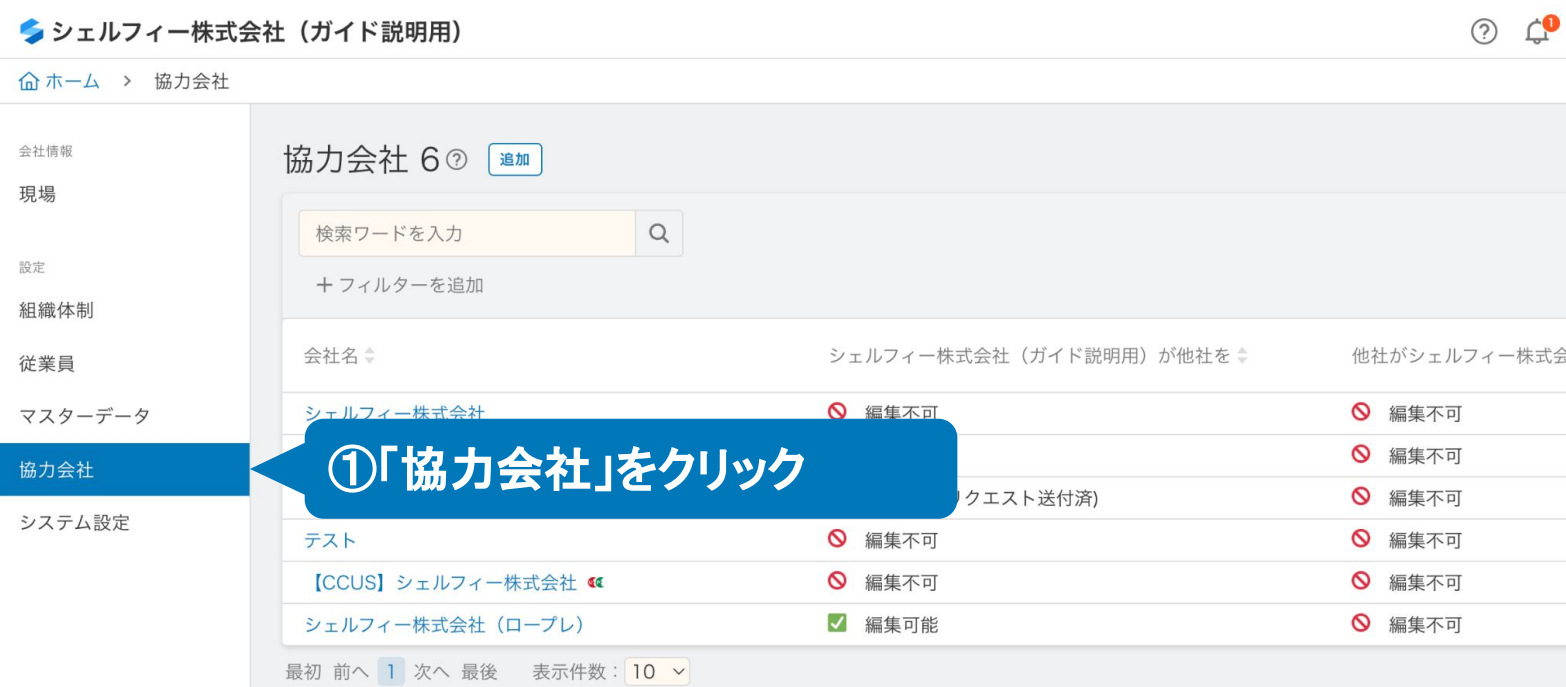 シェルフィー株式会社（ガイド説明用）
1
ホーム > 協力会社
会社情報
現場
設定
組織体制
従業員
マスターデータ
協力会社
システム設定
協力会社 6 追加
検索ワードを入力
＋フィルターを追加
会社名 シェルフィー株式会社（ガイド説明用）が他社を 他社がシェルフィー株式会
シェルフィー株式会社 編集不可 編集不可
①「協力会社」をクリック
編集不可
リクエスト送付済) 編集不可
テスト 編集不可 編集不可
【CCUS】シェルフィー株式会社 編集不可 編集不可
シェルフィー株式会社（ロープレ） 編集可能 編集不可
最初 前へ 1 次へ 最後 表示件数：10